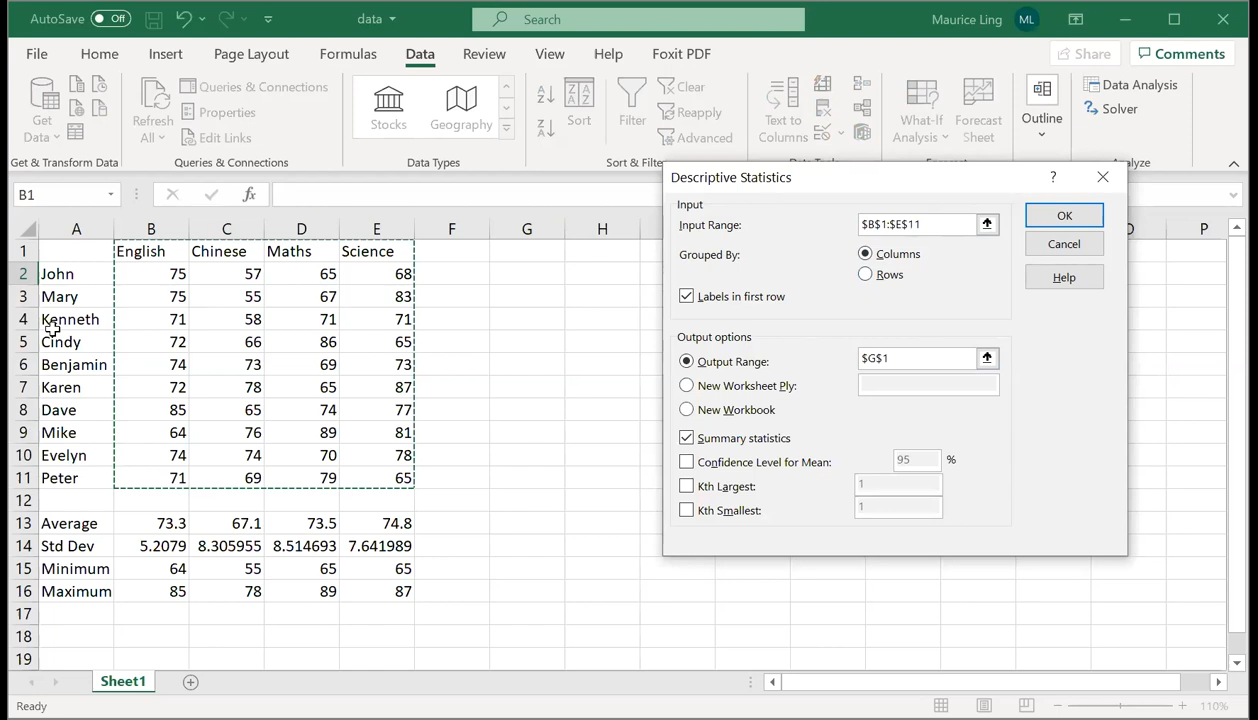 AutoSave Off data Search Maurice Ling ML
File Home Insert Page Layout Formulas Data Review View Help Foxit PDF Share Comments
Get Data
Refresh All
Queries & Connections
Properties
Edit Links
Stocks Geography
Sort
Filter
Clear
Reapply
Advanced
Text to Columns
What-If Analysis
Forecast Sheet
Outline
Data Analysis
Solver
Get & Transform Data Queries & Connections Data Types Sort & Filter
B1 fx
A B C D E F G H P
1 English Chinese Maths Science
2 John 75 57 65 68
3 Mary 75 55 67 83
4 Kenneth 71 58 71 71
5 Cindy 72 66 86 65
6 Benjamin 74 73 69 73
7 Karen 72 78 65 87
8 Dave 85 65 74 77
9 Mike 64 76 89 81
10 Evelyn 74 74 70 78
11 Peter 71 69 79 65
12
13 Average 73.3 67.1 73.5 74.8
14 Std Dev 5.2079 8.305955 8.514693 7.641989
15 Minimum 64 55 65 65
16 Maximum 85 78 89 87
17
18
19
Descriptive Statistics ?
Input
Input Range: $B$1:$E$11
Grouped By: Columns
Rows
Labels in first row
Output options
Output Range: $G$1
New Worksheet Ply:
New Workbook
Summary statistics
Confidence Level for Mean: 95 %
Kth Largest: 1
Kth Smallest: 1
OK
Cancel
Help
Sheet1
Ready 110%